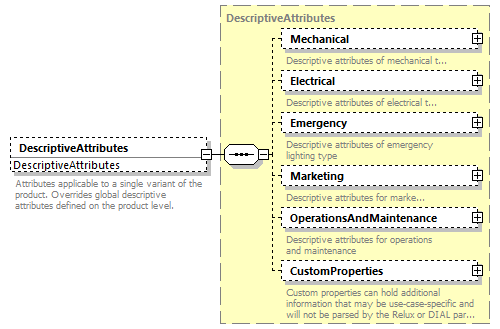 DescriptiveAttributes
Mechanical
Descriptive attributes of mechanical t...
Electrical
Descriptive attributes of electrical t...
Emergency
Descriptive attributes of emergency
lighting type
DescriptiveAttributes
DescriptiveAttributes
Attributes applicable to a single variant of the
product. Overrides global descriptive
attributes defined on the product level.
Marketing
Descriptive attributes for marke...
OperationsAndMaintenance
Descriptive attributes for operations
and maintenance
CustomProperties
Custom properties can hold additional
information that may be use-case-specific and
will not be parsed by the Relux or DIAL par...